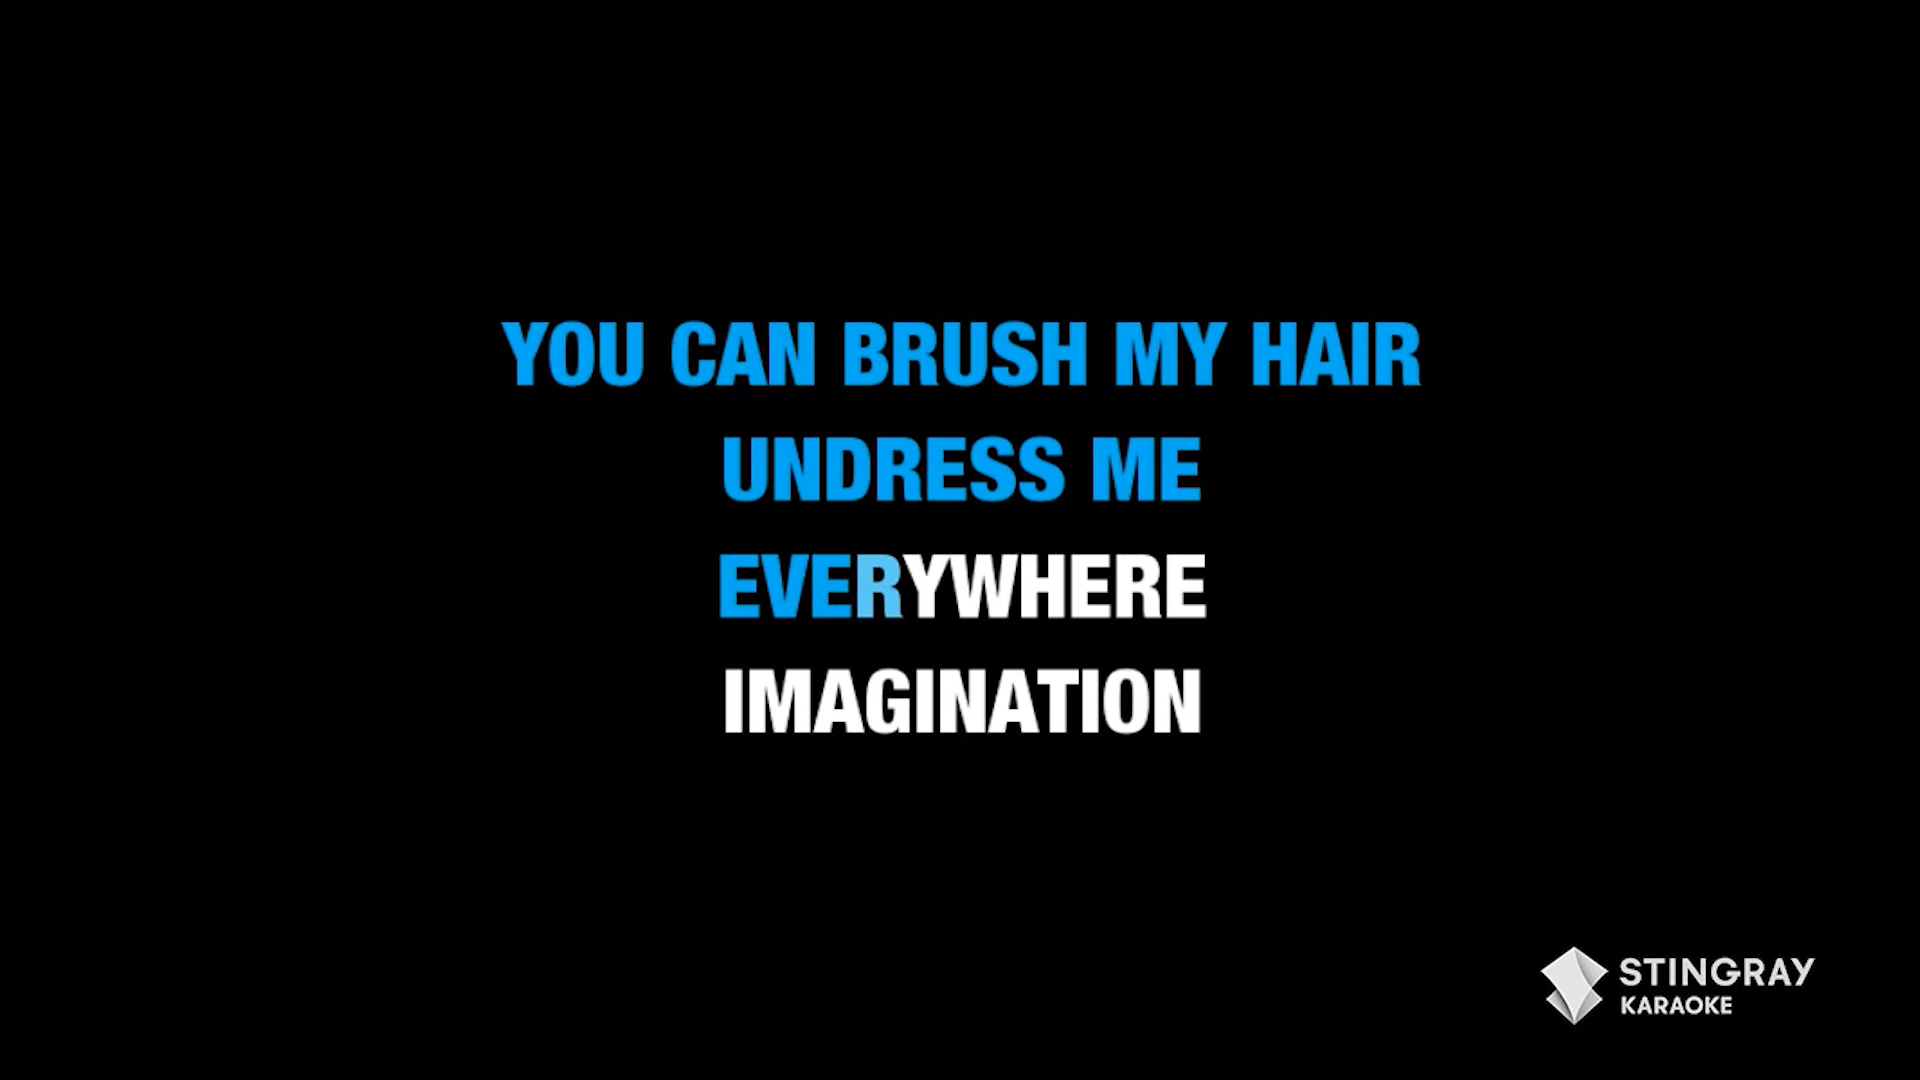 YOU CAN BRUSH MY HAIR
UNDRESS ME
EVERYWHERE
IMAGINATION
STINGRAY
KARAOKE